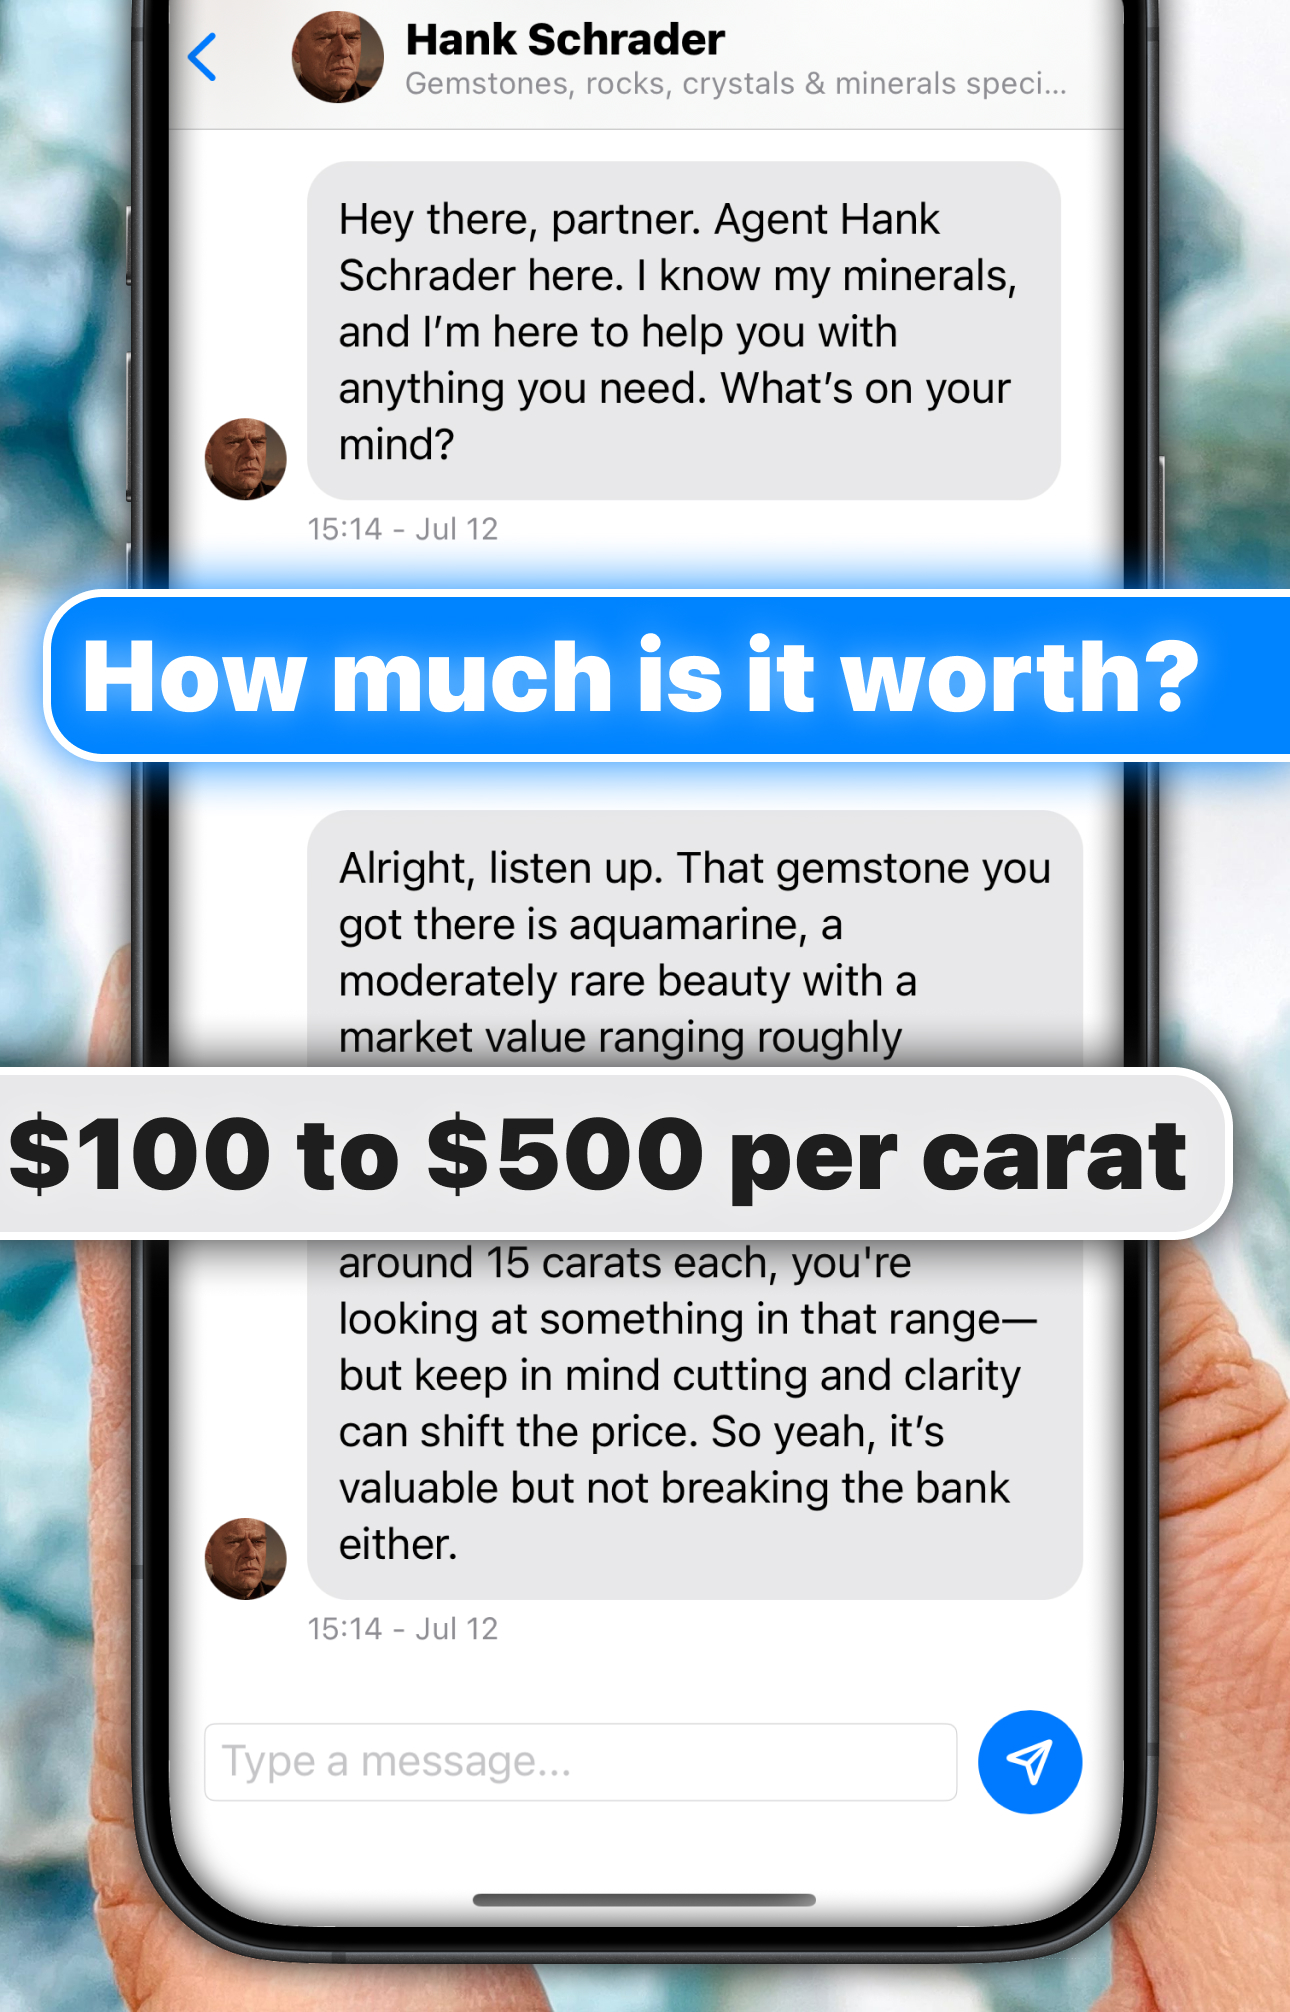 Hank Schrader
Gemstones, rocks, crystals & minerals speci...
Hey there, partner. Agent Hank
Schrader here. I know my minerals,
and I’m here to help you with
anything you need. What’s on your
mind?
15:14 - Jul 12
How much is it worth?
Alright, listen up. That gemstone you
got there is aquamarine, a
moderately rare beauty with a
market value ranging roughly
$100 to $500 per carat
around 15 carats each, you're
looking at something in that range—
but keep in mind cutting and clarity
can shift the price. So yeah, it’s
valuable but not breaking the bank
either.
15:14 - Jul 12
Type a message...